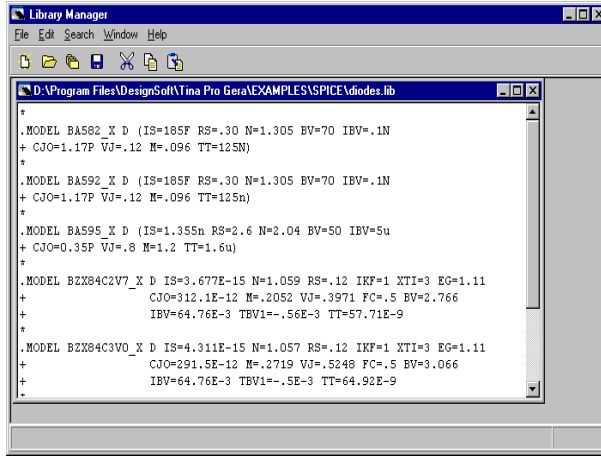 Library Manager
File Edit Search Window Help
D:\Program Files\DesignSoft\Tina Pro Gera\EXAMPLES\SPICE\diodes.lib
*
.MODEL BA582_X D (IS=185F RS=.30 N=1.305 BV=70 IBV=.1N
+ CJO=1.17P VJ=.12 M=.096 TT=125N)
*
.MODEL BA592_X D (IS=185F RS=.30 N=1.305 BV=70 IBV=.1N
+ CJO=1.17P VJ=.12 M=.096 TT=125n)
*
.MODEL BA595_X D (IS=1.355n RS=2.6 N=2.04 BV=50 IBV=5u
+ CJO=0.35P VJ=.8 M=1.2 TT=1.6u)
*
.MODEL BZX84C2V7_X D IS=3.677E-15 N=1.059 RS=.12 IKF=1 XTI=3 EG=1.11
+ CJO=312.1E-12 M=.2052 VJ=.3971 FC=.5 BV=2.766
+ IBV=64.76E-3 TBV1=-.56E-3 TT=57.71E-9
*
.MODEL BZX84C3V0_X D IS=4.311E-15 N=1.057 RS=.12 IKF=1 XTI=3 EG=1.11
+ CJO=291.5E-12 M=.2719 VJ=.5248 FC=.5 BV=3.066
+ IBV=64.76E-3 TBV1=-.5E-3 TT=64.92E-9
*